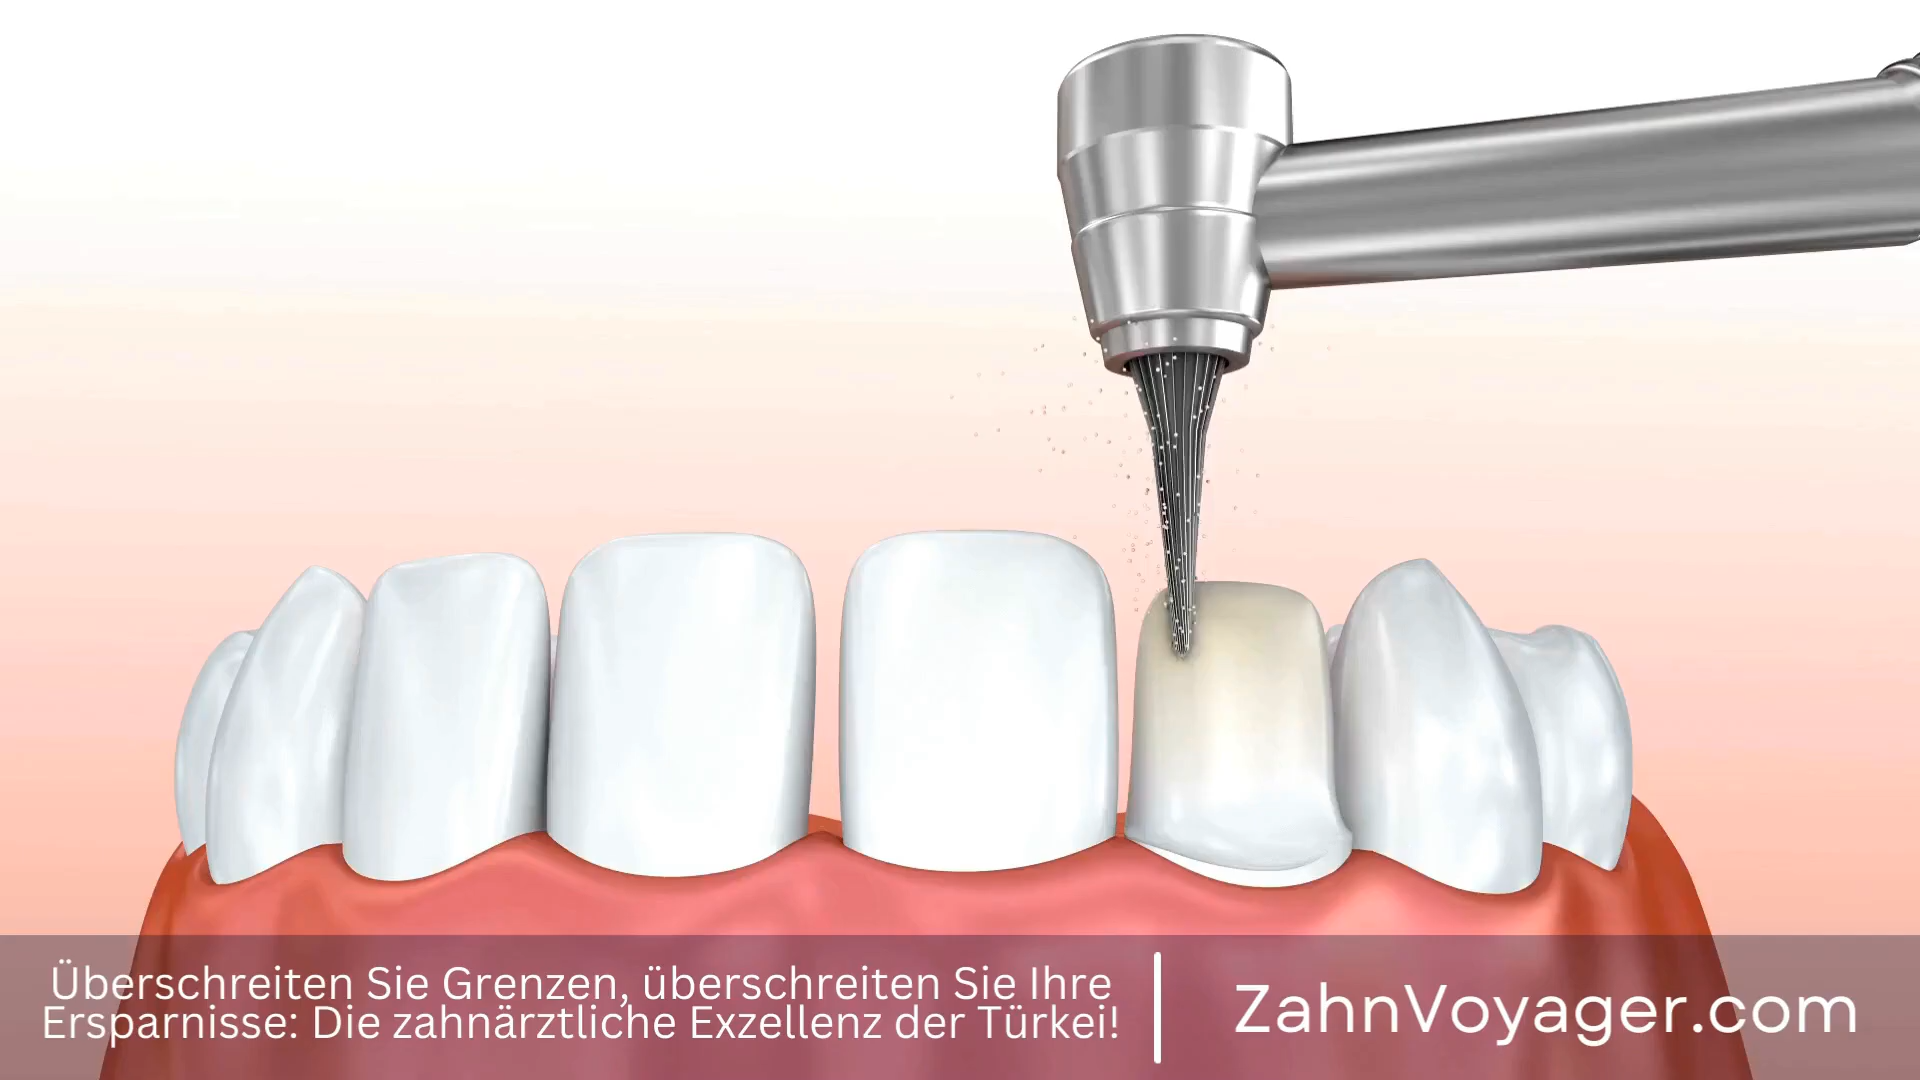 Überschreiten Sie Grenzen, überschreiten Sie Ihre
Ersparnisse: Die zahnärztliche Exzellenz der Türkei!
ZahnVoyager.com